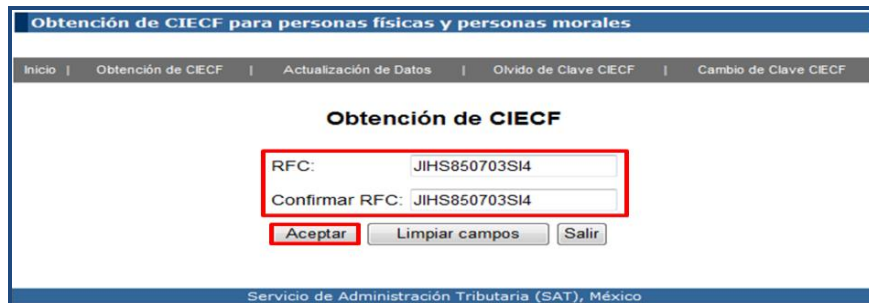 Obtención de CIECF para personas físicas y personas morales
Inicio | Obtención de CIECF | Actualización de Datos | Olvido de Clave CIECF | Cambio de Clave CIECF
Obtención de CIECF
RFC: JIHS850703SI4
Confirmar RFC: JIHS850703SI4
Aceptar Limpiar campos Salir
Servicio de Administración Tributaria (SAT), México